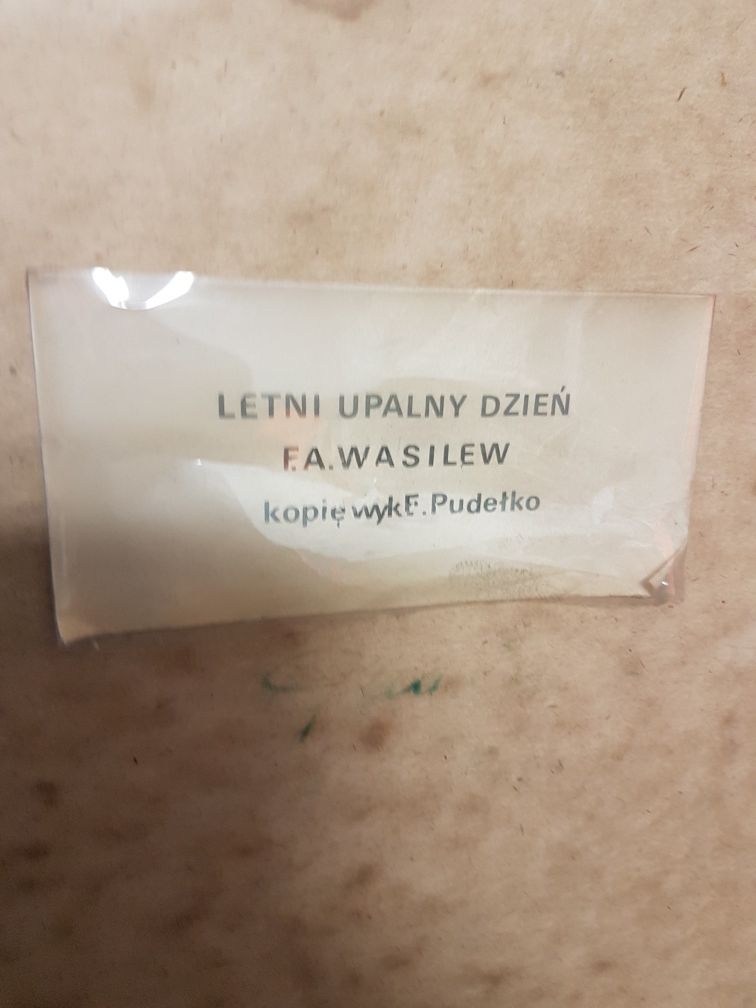 LETNI UPALNY DZIEŃ
F.A.WASILEW
kopię wyk E.Pudełko